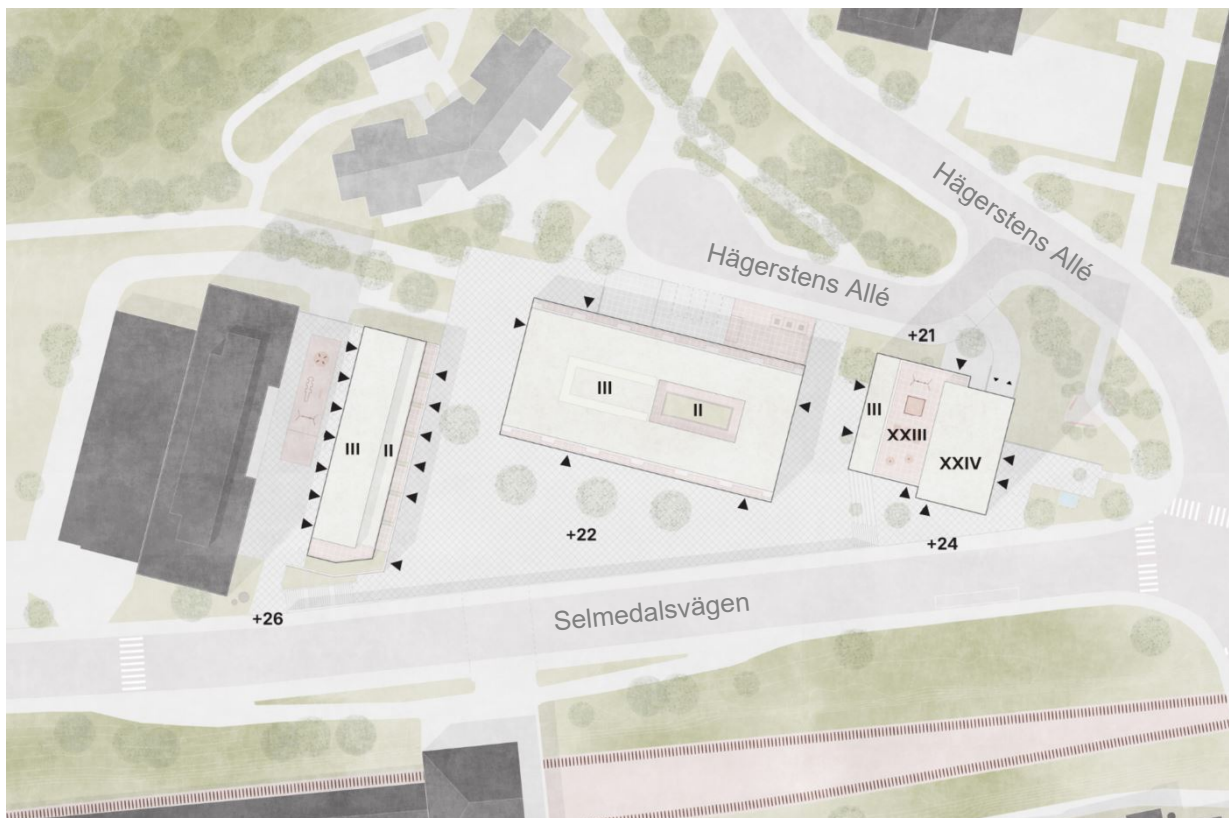 Hägerstens Allé
Hägerstens Allé
+21
III
II
III
II
III
XXIII
XXIV
+22
+24
+26
Selmedalsvägen